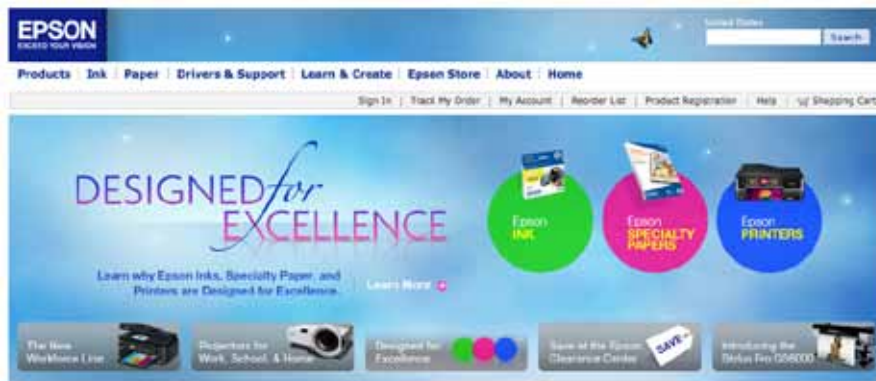 EPSON
EXCEED YOUR VISION
United States
Search
Products Ink Paper Drivers & Support Learn & Create Epson Store About Home
Sign In | Track My Order | My Account | Reorder List | Product Registration | Help | Shopping Cart
DESIGNED for
EXCELLENCE
Learn why Epson Inks, Specialty Paper, and
Printers are Designed for Excellence.
Learn More
Epson
INK
Epson
SPECIALTY
PAPERS
Epson
PRINTERS
The New
Workforce Line
Projectors for
Work, School, & Home
Designed for
Excellence
Save at the Epson
Clearance Center
SAVE
Introducing the
Stylus Pro GS6000